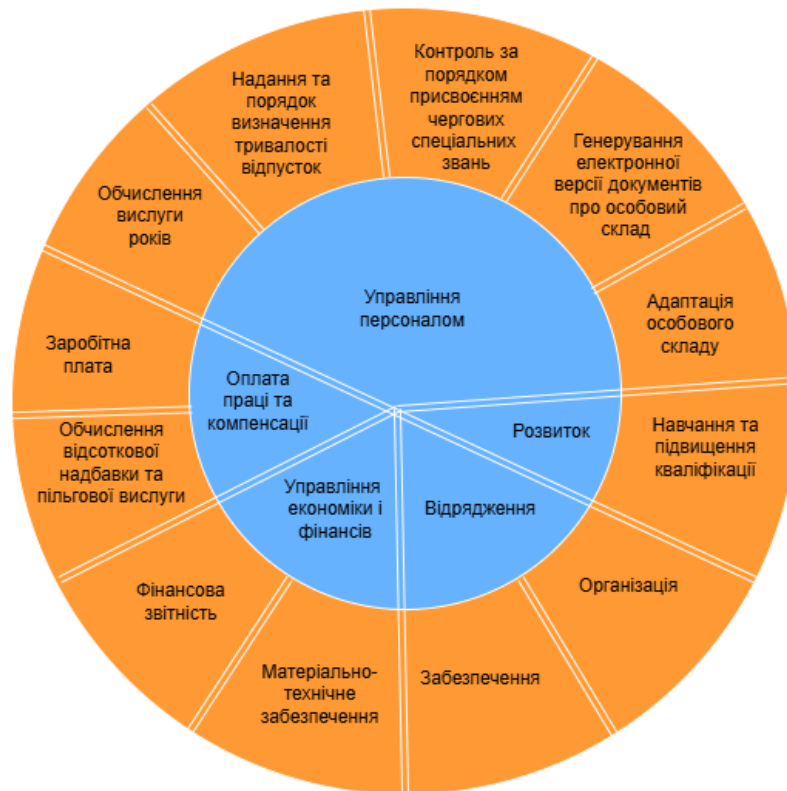 Надання та
порядок
визначення
тривалості
відпусток
Контроль за
порядком
присвоєнням
чергових
спеціальних
звань
Генерування
електронної
версії документів
про особовий
склад
Обчислення
вислуги
років
Управління
персоналом
Адаптація
особового
складу
Заробітна
плата
Оплата
праці та
компенсації
Розвиток
Навчання та
підвищення
кваліфікації
Обчислення
відсоткової
надбавки та
пільгової вислуги
Управління
економіки і
фінансів
Відрядження
Фінансова
звітність
Організація
Матеріально-
технічне
забезпечення
Забезпечення